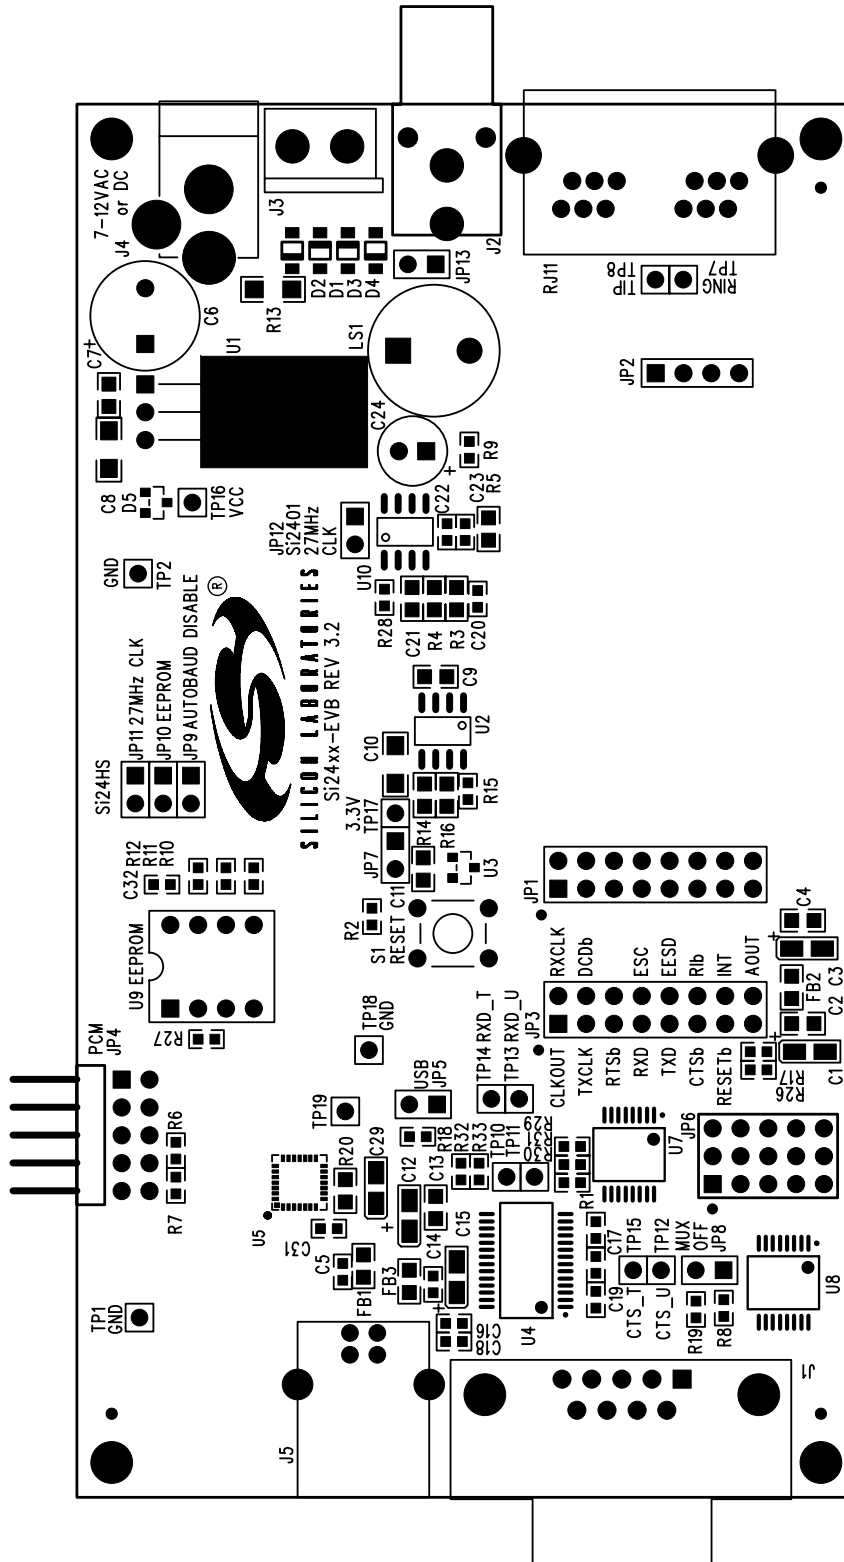 7-12VAC
or DC
J4
J3
J2
RJ11
TIP
TP8
RING
TP7
D2
D1
D3
D4
JP13
R13
C6
C7
+
U1
LS1
JP2
C24
+
R9
C8
D5
TP16
VCC
JP12
Si2401
27MHz
CLK
C22
C23
R5
U10
GND
TP2
R28
C21
R4
R3
C20
®
SILICON LABORATORIES
Si24xx-EVB REV 3.2
Si24HS
JP11 27MHz CLK
JP10 EEPROM
JP9 AUTOBAUD DISABLE
C9
U2
C10
3.3V
TP17
JP7
R14
R16
R15
C11
U3
R12
R11
R10
C32
R2
S1
RESET
U9 EEPROM
R27
JP1
RXCLK
DCDb
ESC
EESD
RIb
INT
AOUT
JP3
CLKOUT
TXCLK
RTSb
RXD
TXD
CTSb
RESETb
C4
+
C3
FB2
C2
+
C1
R17
R26
TP18
GND
TP14 RXD_T
TP13 RXD_U
PCM
JP4
USB
JP5
TP19
R6
R7
R18
R32
R33
TP10
TP11
R29
R31
R30
R1
U7
JP6
R20
C29
C12
+
C13
U5
C31
C5
FB1
FB3
C14
C15
+
C16
C18
U4
C17
C19
TP15
TP12
CTS_T
CTS_U
MUX
OFF
JP8
R19
R8
U8
TP1
GND
J5
J1